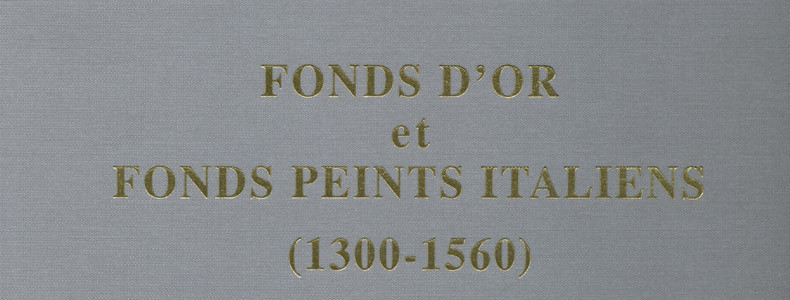 FONDS D'OR
et
FONDS PEINTS ITALIENS
(1300-1560)